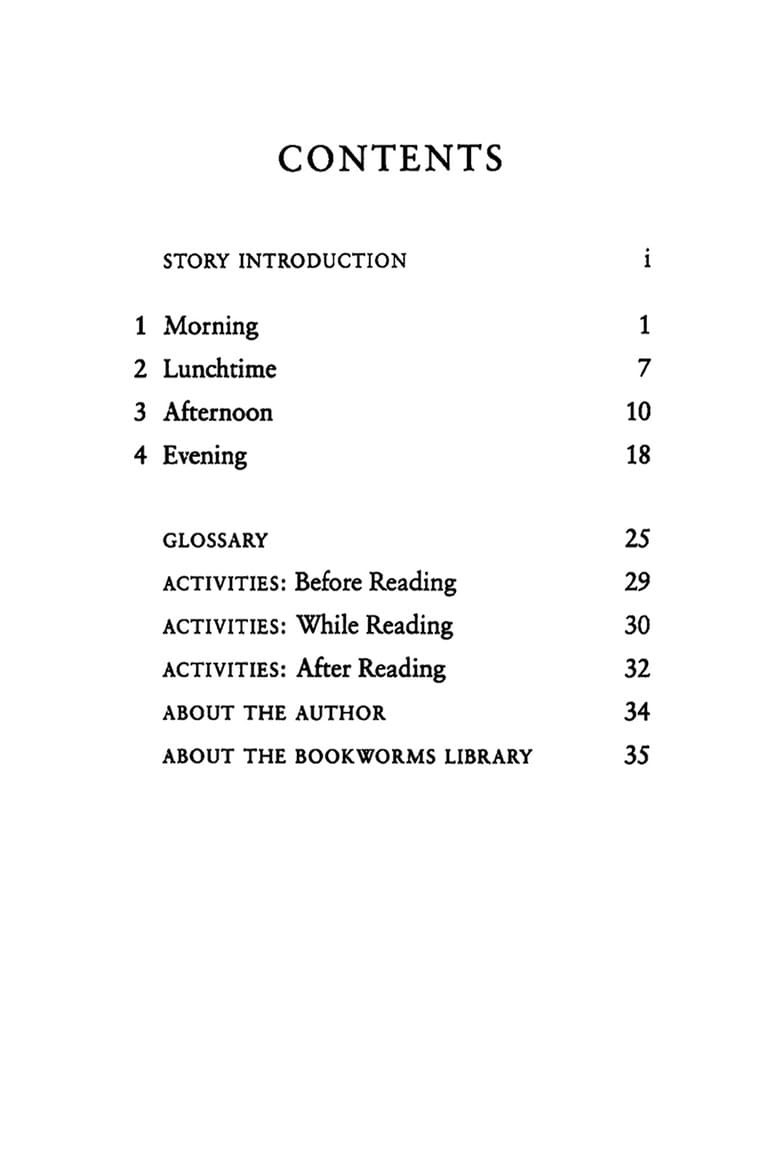 CONTENTS
STORY INTRODUCTION i
1 Morning 1
2 Lunchtime 7
3 Afternoon 10
4 Evening 18
GLOSSARY 25
ACTIVITIES: Before Reading 29
ACTIVITIES: While Reading 30
ACTIVITIES: After Reading 32
ABOUT THE AUTHOR 34
ABOUT THE BOOKWORMS LIBRARY 35